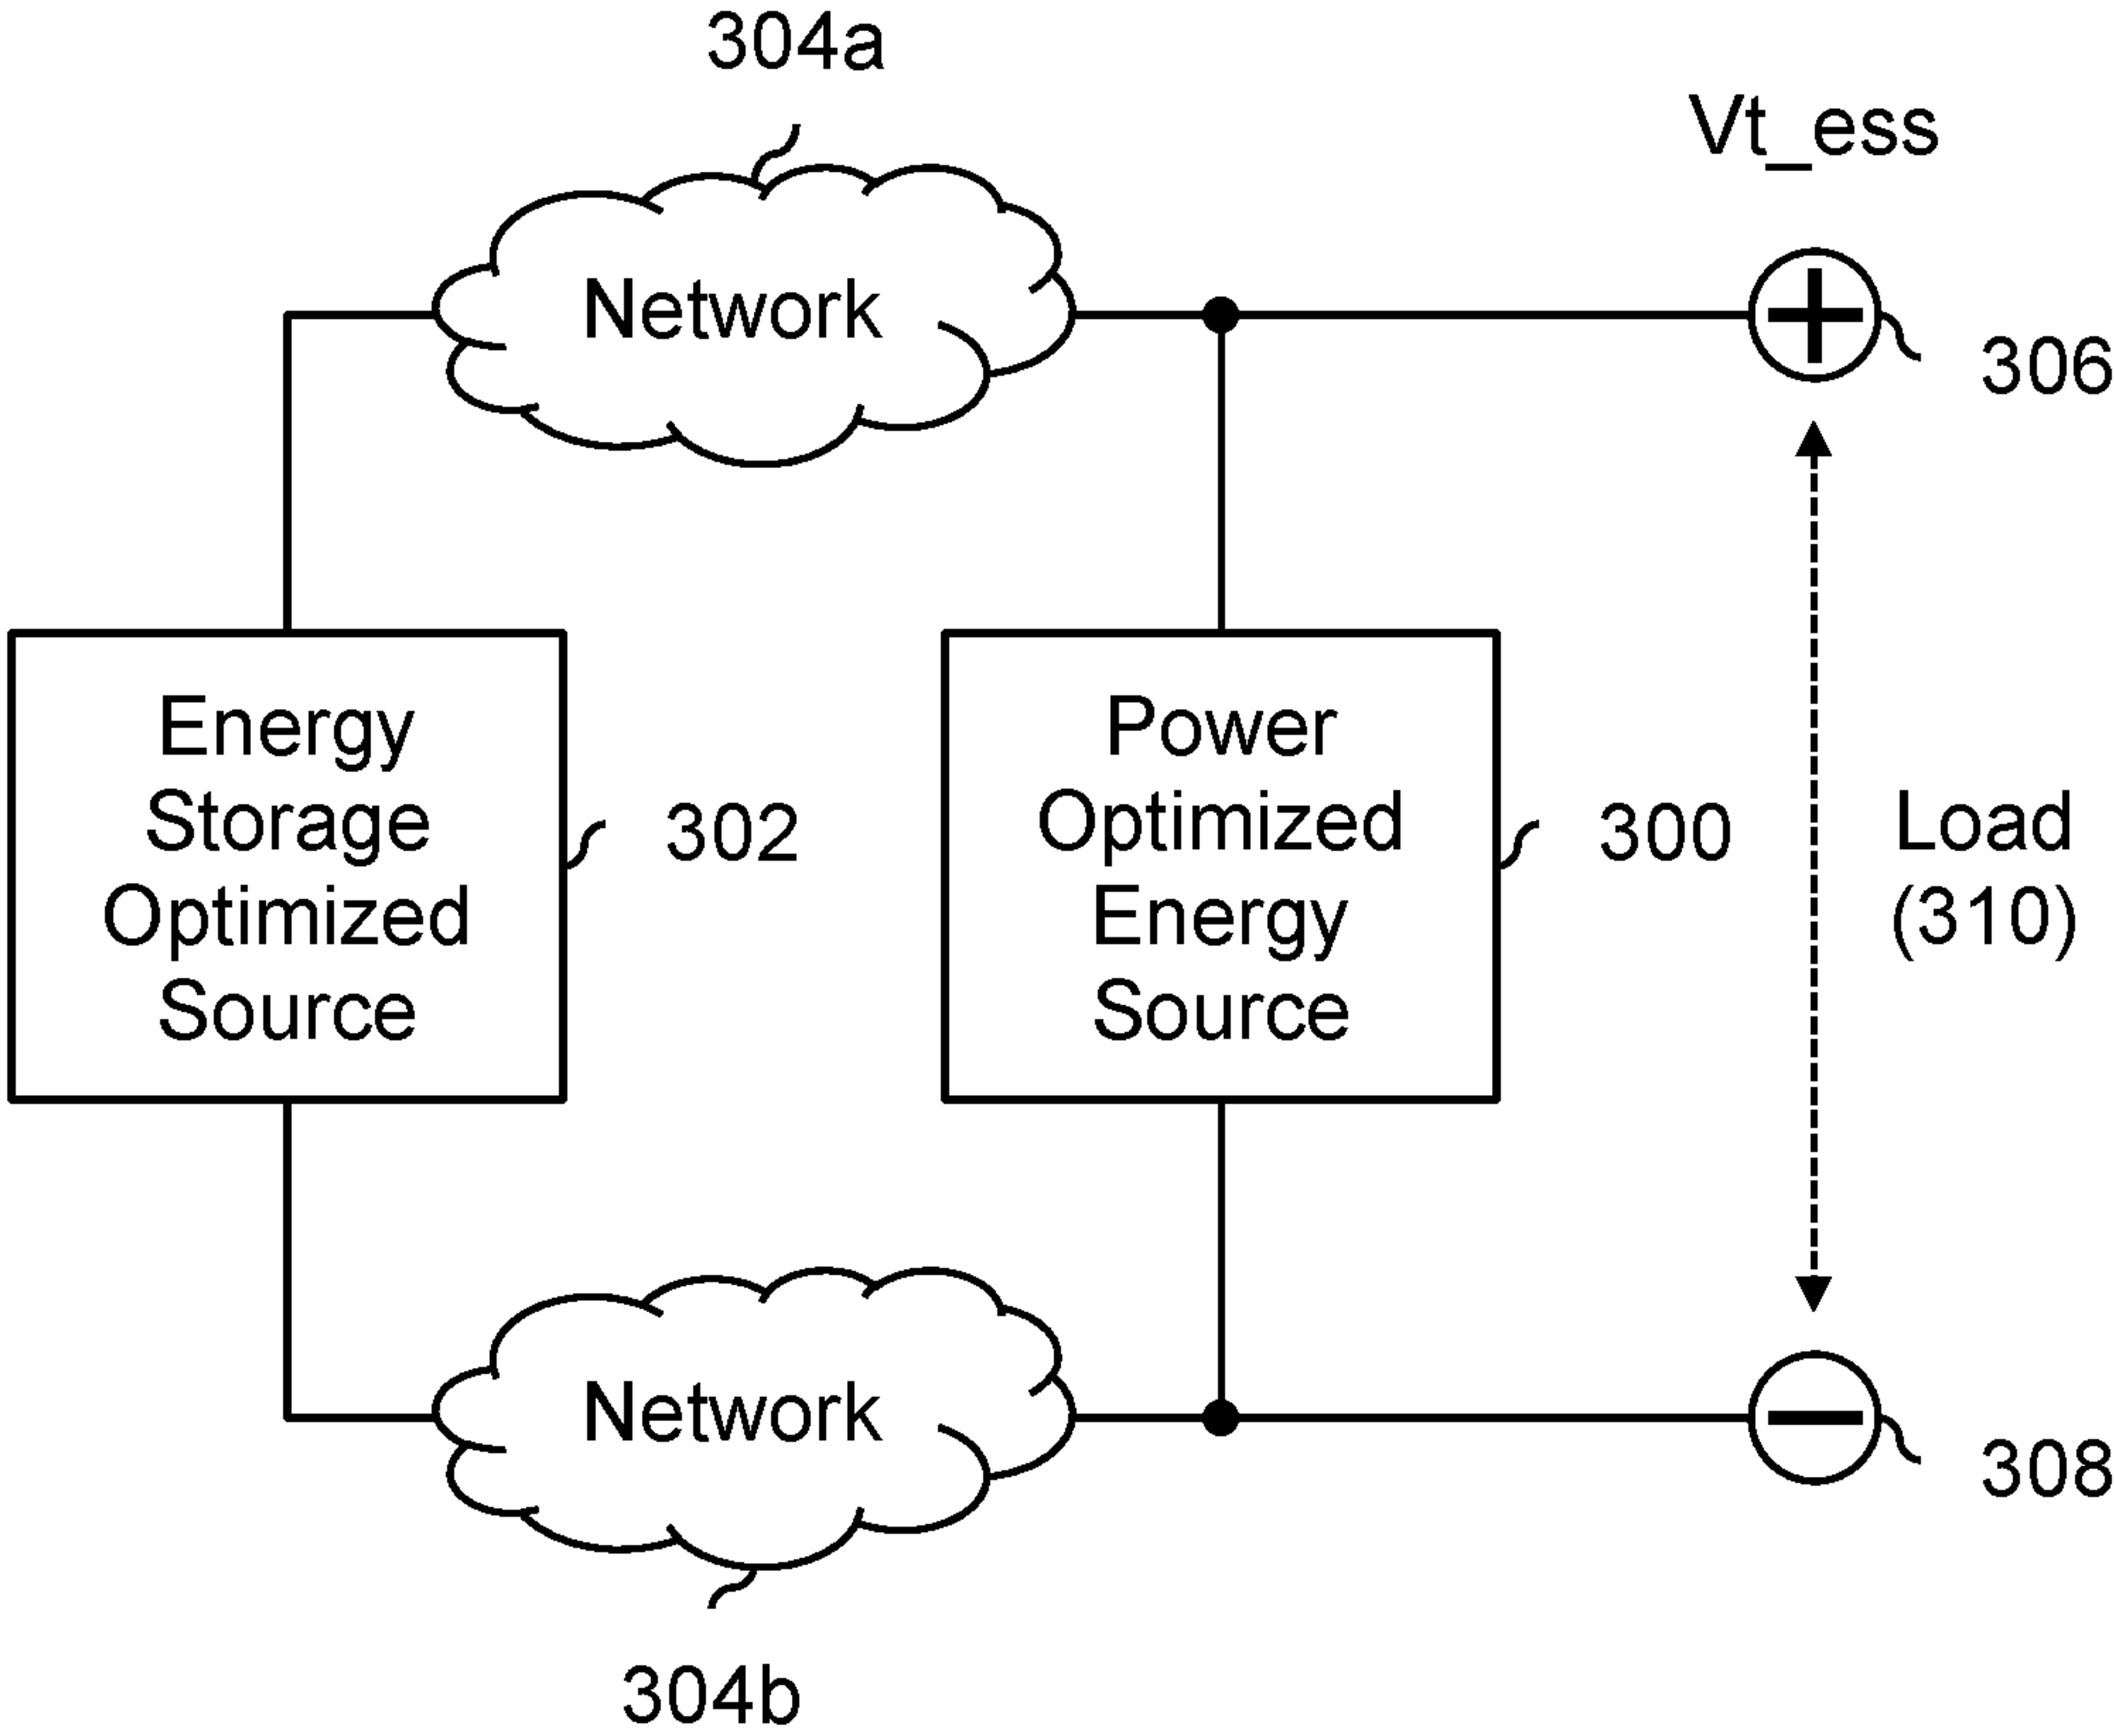 304a
Vt_ess
Network
306
Energy
Storage
Optimized
Source
302
Power
Optimized
Energy
Source
300
Load
(310)
Network
308
304b